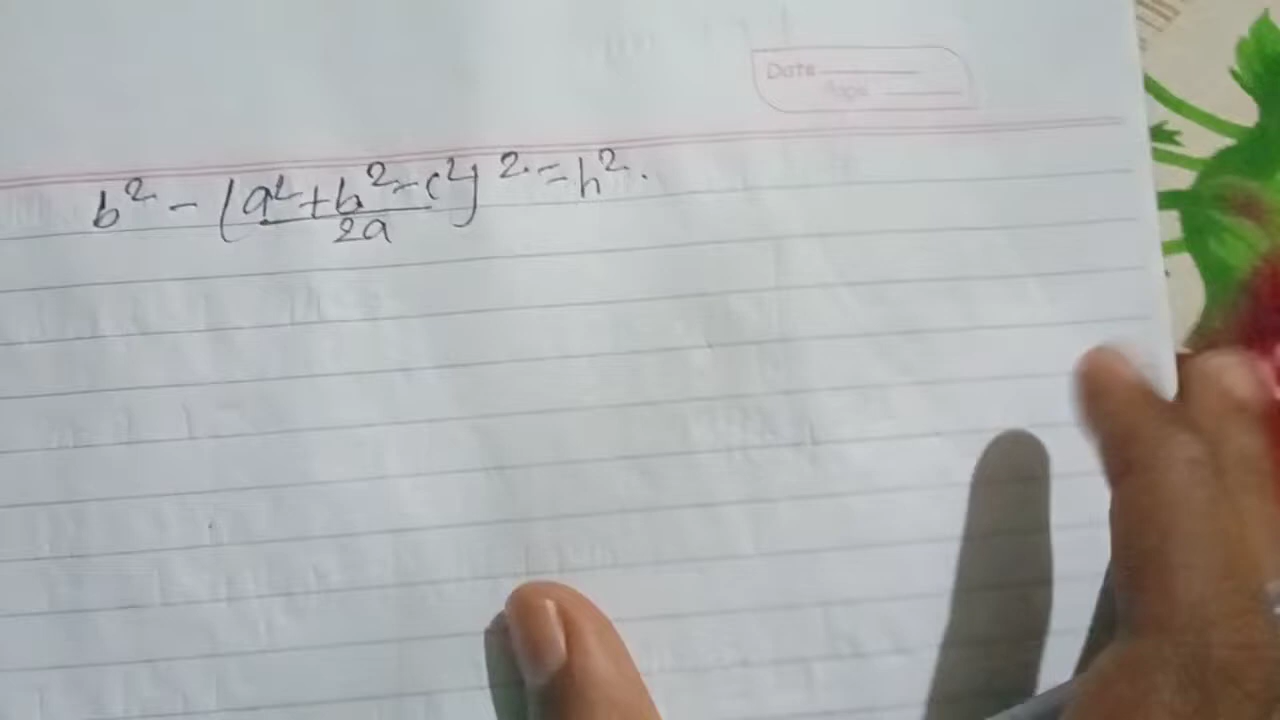 Date
Page
b² - (a²+b²-c²/2a)² = h².